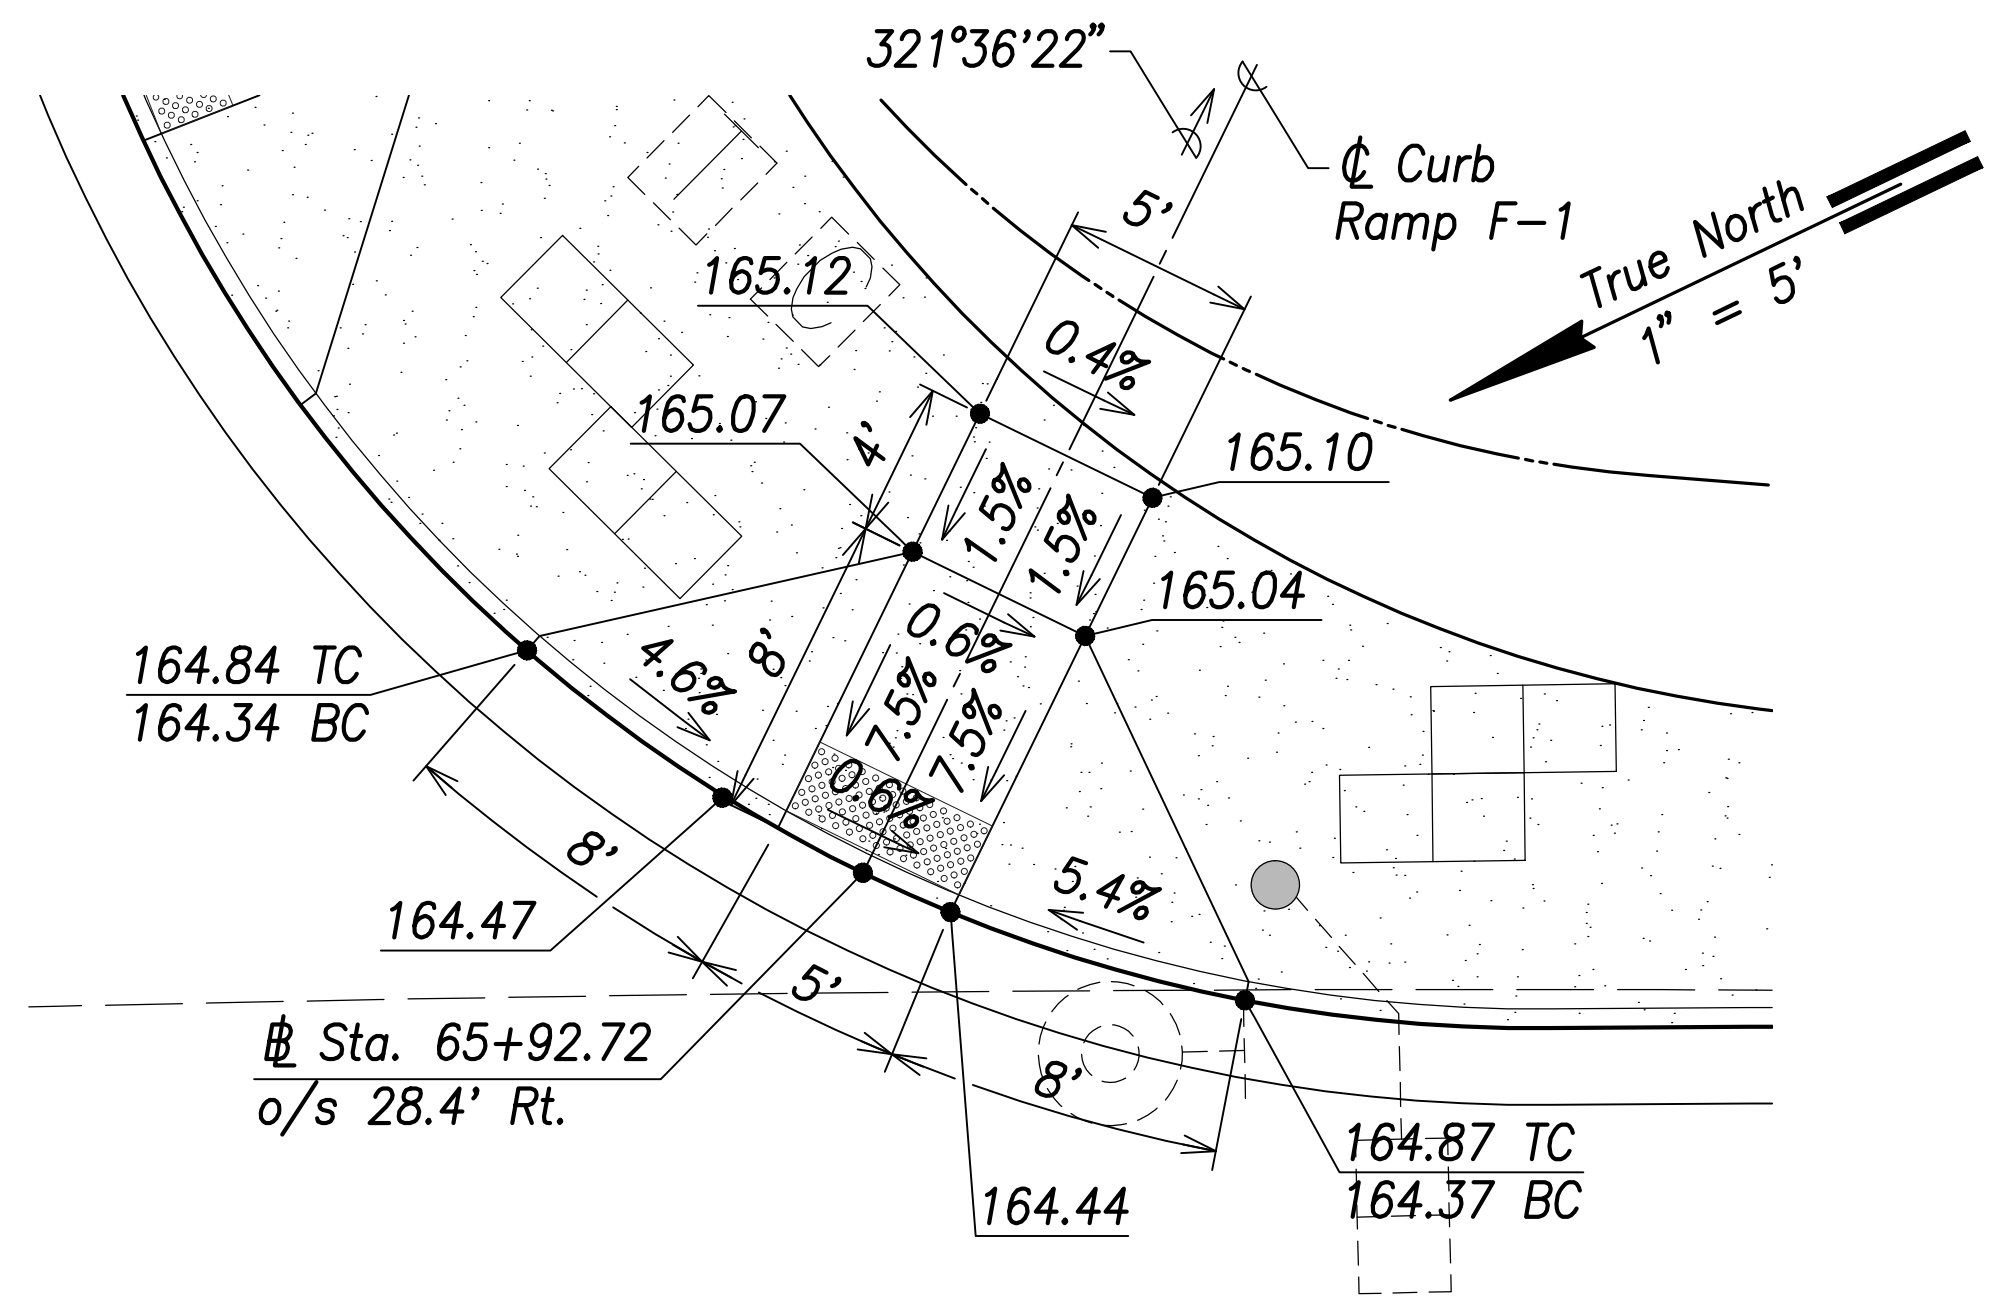 321°36'22"
℄ Curb
Ramp F-1
True North
1" = 5'
5'
165.12
0.4%
165.07
4'
165.10
1.5%
1.5%
165.04
0.6%
164.84 TC
164.34 BC
4.6%
8'
7.5%
7.5%
0.6%
8'
5.4%
164.47
5'
BL Sta. 65+92.72
o/s 28.4' Rt.
8'
164.87 TC
164.37 BC
164.44